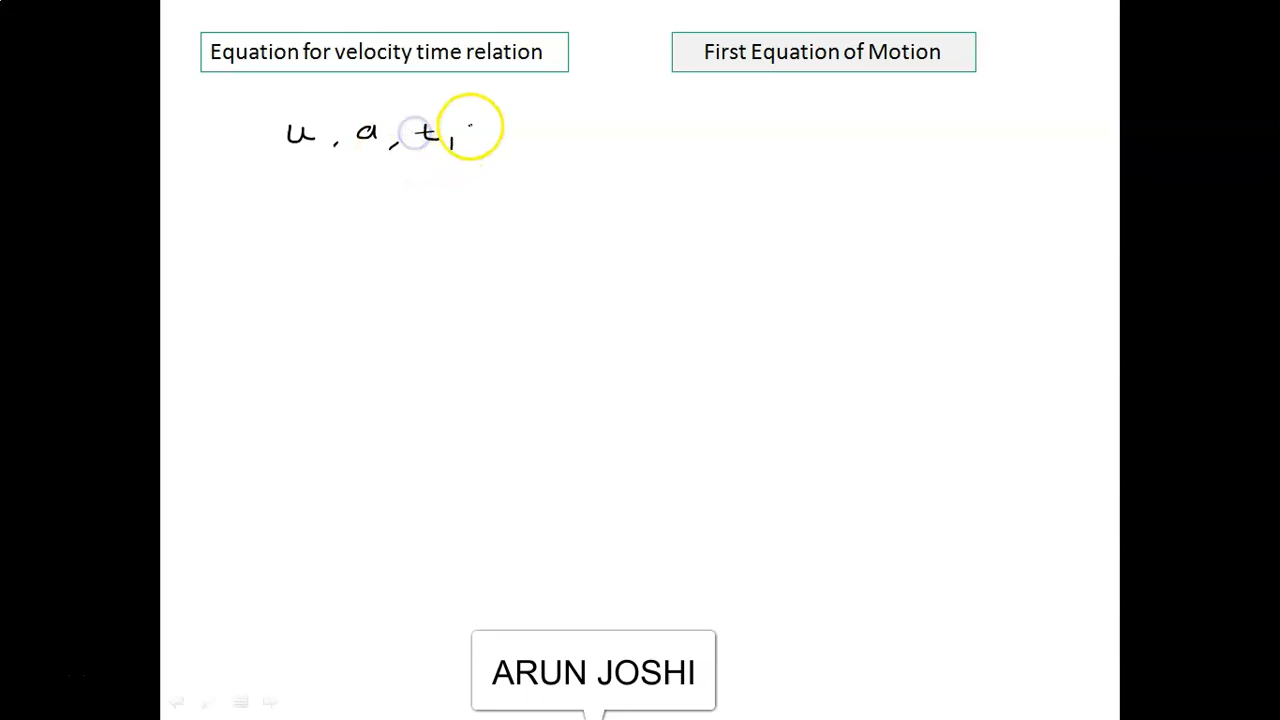 Equation for velocity time relation
First Equation of Motion
u, a, t,
ARUN JOSHI